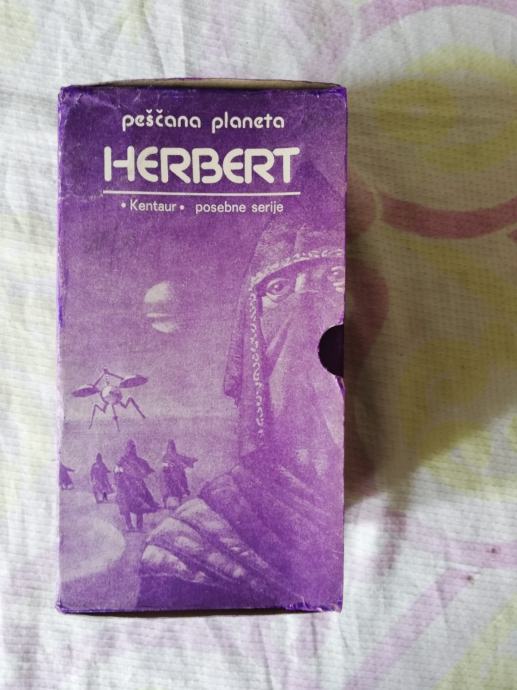 peščana planeta
HERBERT
• Kentaur • posebne serije